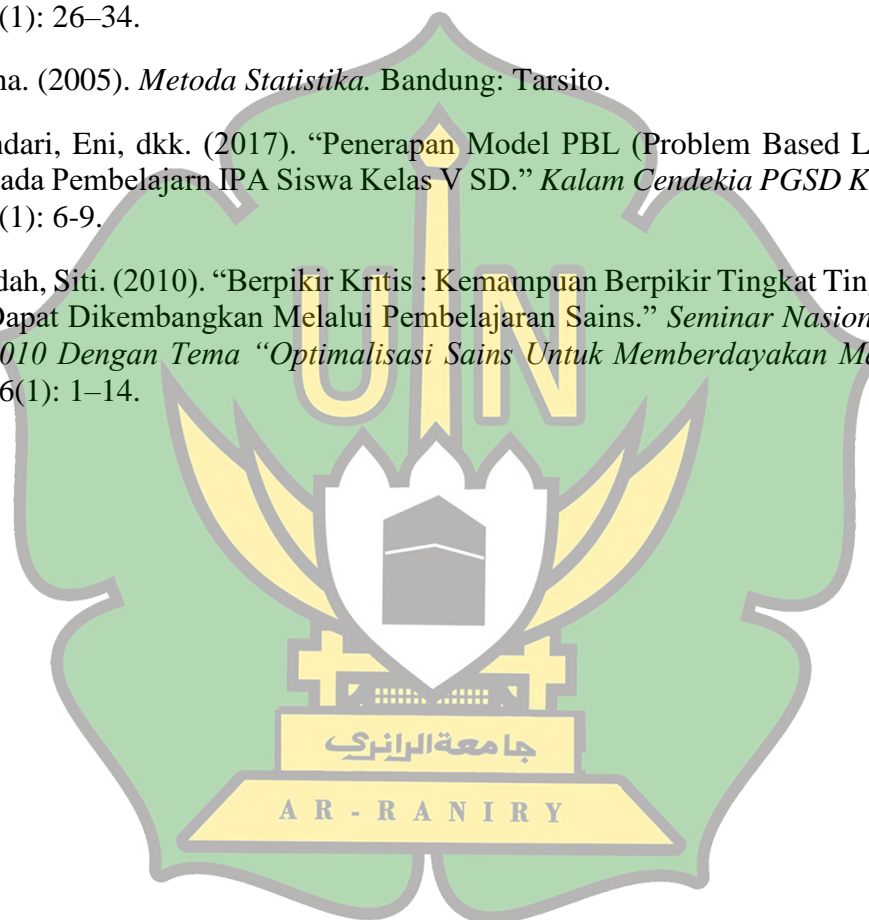 (1): 26–34.
na. (2005). Metoda Statistika. Bandung: Tarsito.
ndari, Eni, dkk. (2017). “Penerapan Model PBL (Problem Based L
ada Pembelajarn IPA Siswa Kelas V SD.” Kalam Cendekia PGSD K
(1): 6-9.
dah, Siti. (2010). “Berpikir Kritis : Kemampuan Berpikir Tingkat Ting
Dapat Dikembangkan Melalui Pembelajaran Sains.” Seminar Nasion
010 Dengan Tema “Optimalisasi Sains Untuk Memberdayakan Ma
6(1): 1–14.
UIN
جامعة الرانري
AR-RANIRY